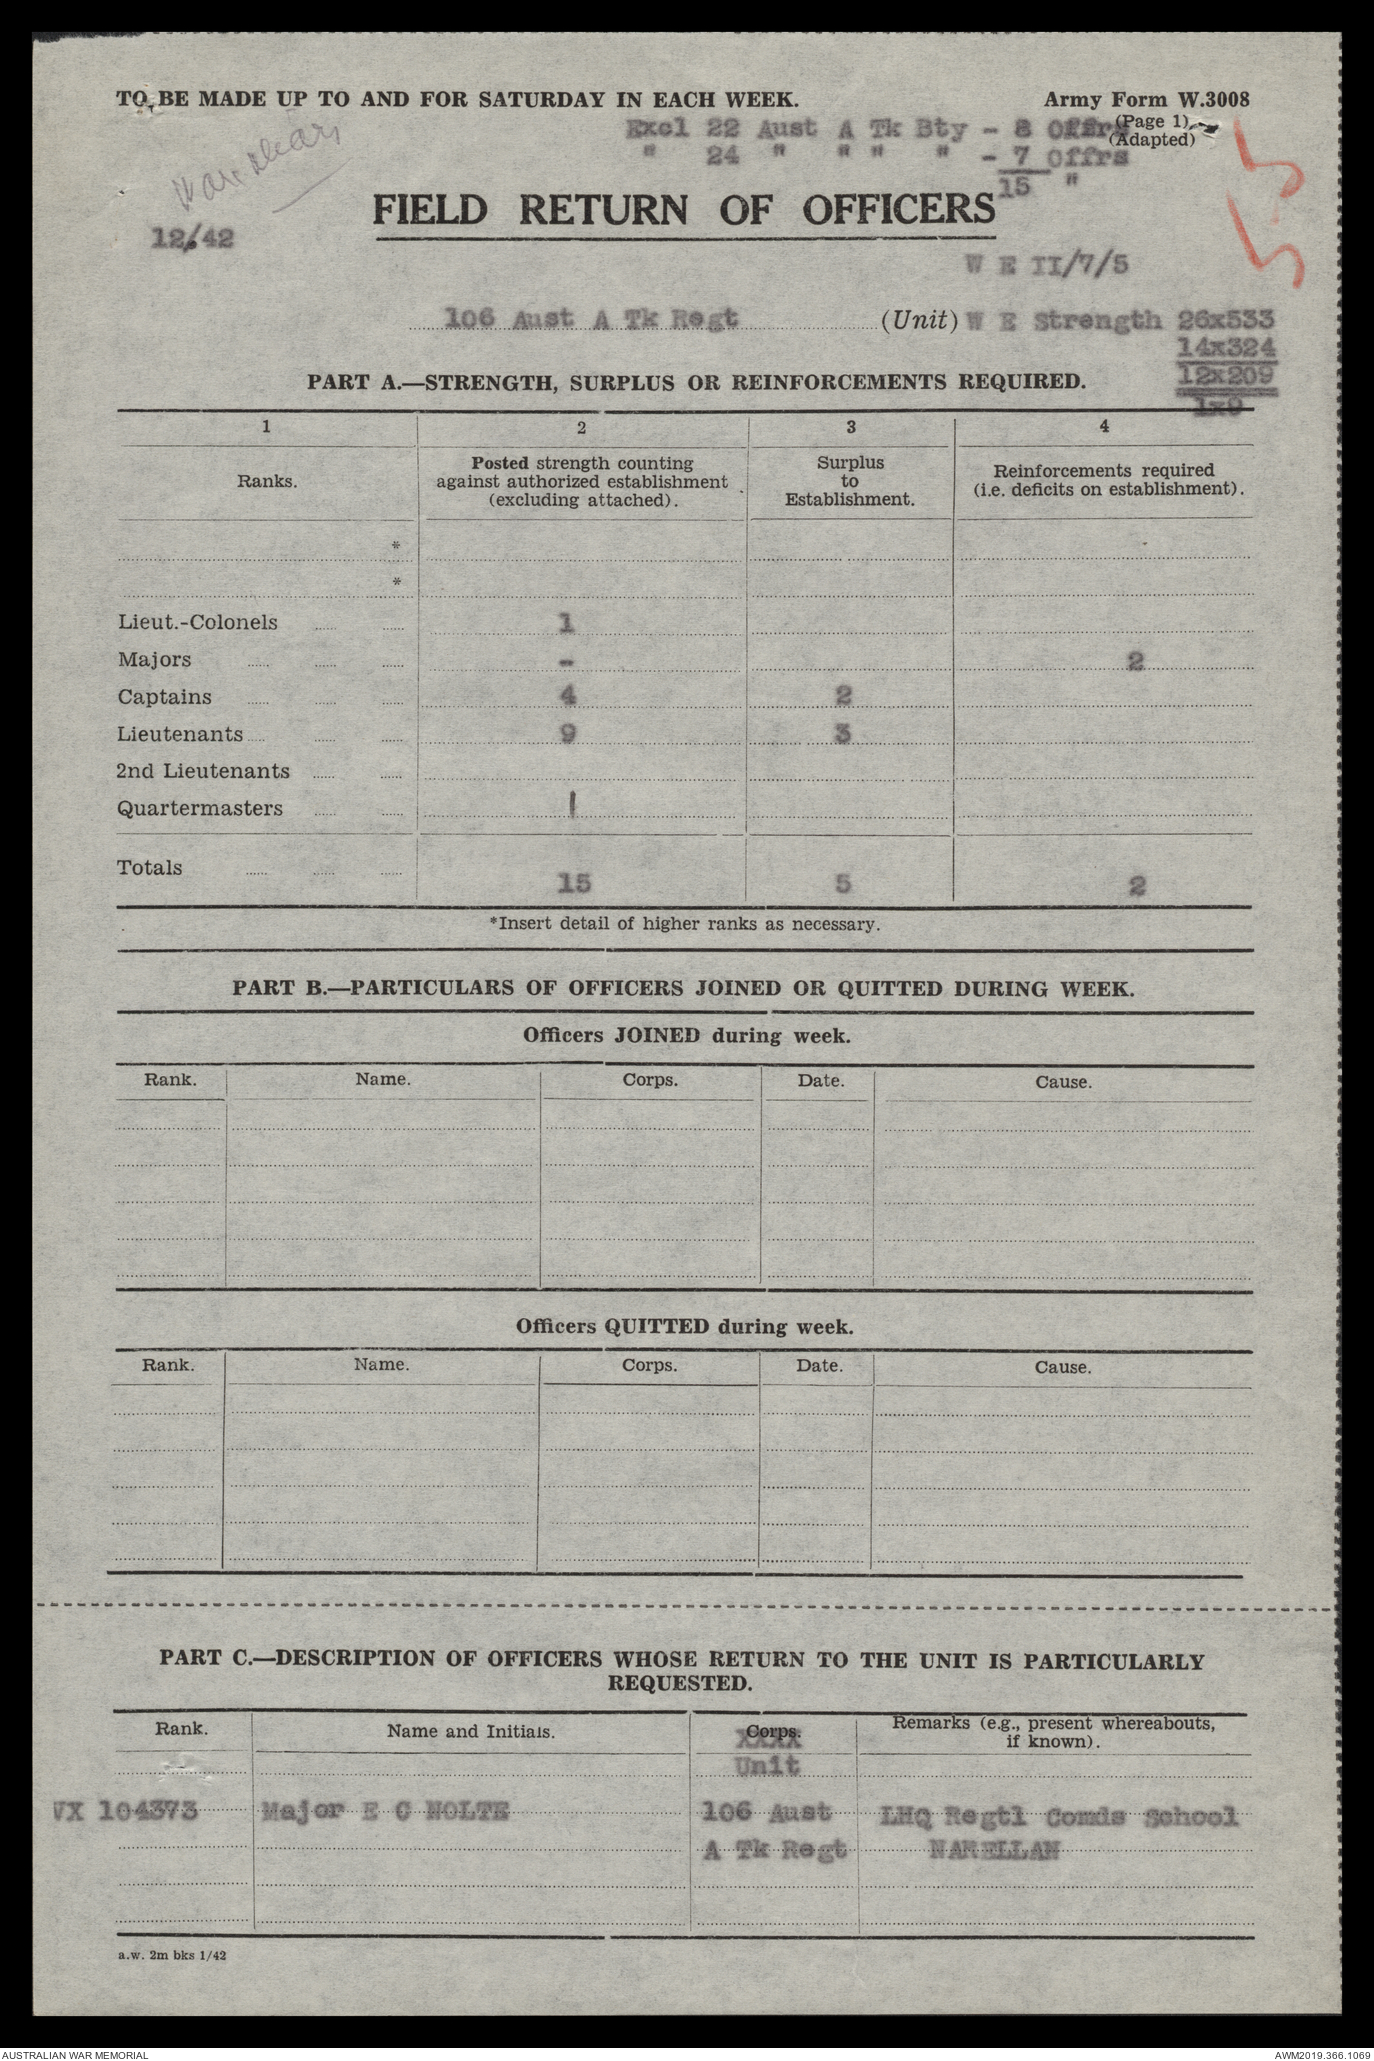 TO BE MADE UP TO AND FOR SATURDAY IN EACH WEEK.
Army Form W.3008
(Page 1)
(Adapted)
Excl 22 Aust A Tk Bty - 8 Offrs
" 24 " " " " - 7 Offrs
15 "
War Diary
FIELD RETURN OF OFFICERS
12/42
W E II/7/5
106 Aust A Tk Regt (Unit) W E Strength 26x533
14x324
12x209
1x9
PART A.—STRENGTH, SURPLUS OR REINFORCEMENTS REQUIRED.
1 2 3 4
Ranks. Posted strength counting against authorized establishment (excluding attached). Surplus to Establishment. Reinforcements required (i.e. deficits on establishment).
*
*
Lieut.-Colonels 1
Majors - 2
Captains 4 2
Lieutenants 9 3
2nd Lieutenants
Quartermasters 1
Totals 15 5 2
*Insert detail of higher ranks as necessary.
PART B.—PARTICULARS OF OFFICERS JOINED OR QUITTED DURING WEEK.
Officers JOINED during week.
Rank. Name. Corps. Date. Cause.
Officers QUITTED during week.
Rank. Name. Corps. Date. Cause.
PART C.—DESCRIPTION OF OFFICERS WHOSE RETURN TO THE UNIT IS PARTICULARLY
REQUESTED.
Rank. Name and Initials. Corps. Remarks (e.g., present whereabouts, if known).
XXXX
Unit
VX 104373 Major E C NOLTE 106 Aust LHQ Regtl Comds School
A Tk Regt NARELLAN
a.w. 2m bks 1/42
AUSTRALIAN WAR MEMORIAL
AWM2019.366.1069